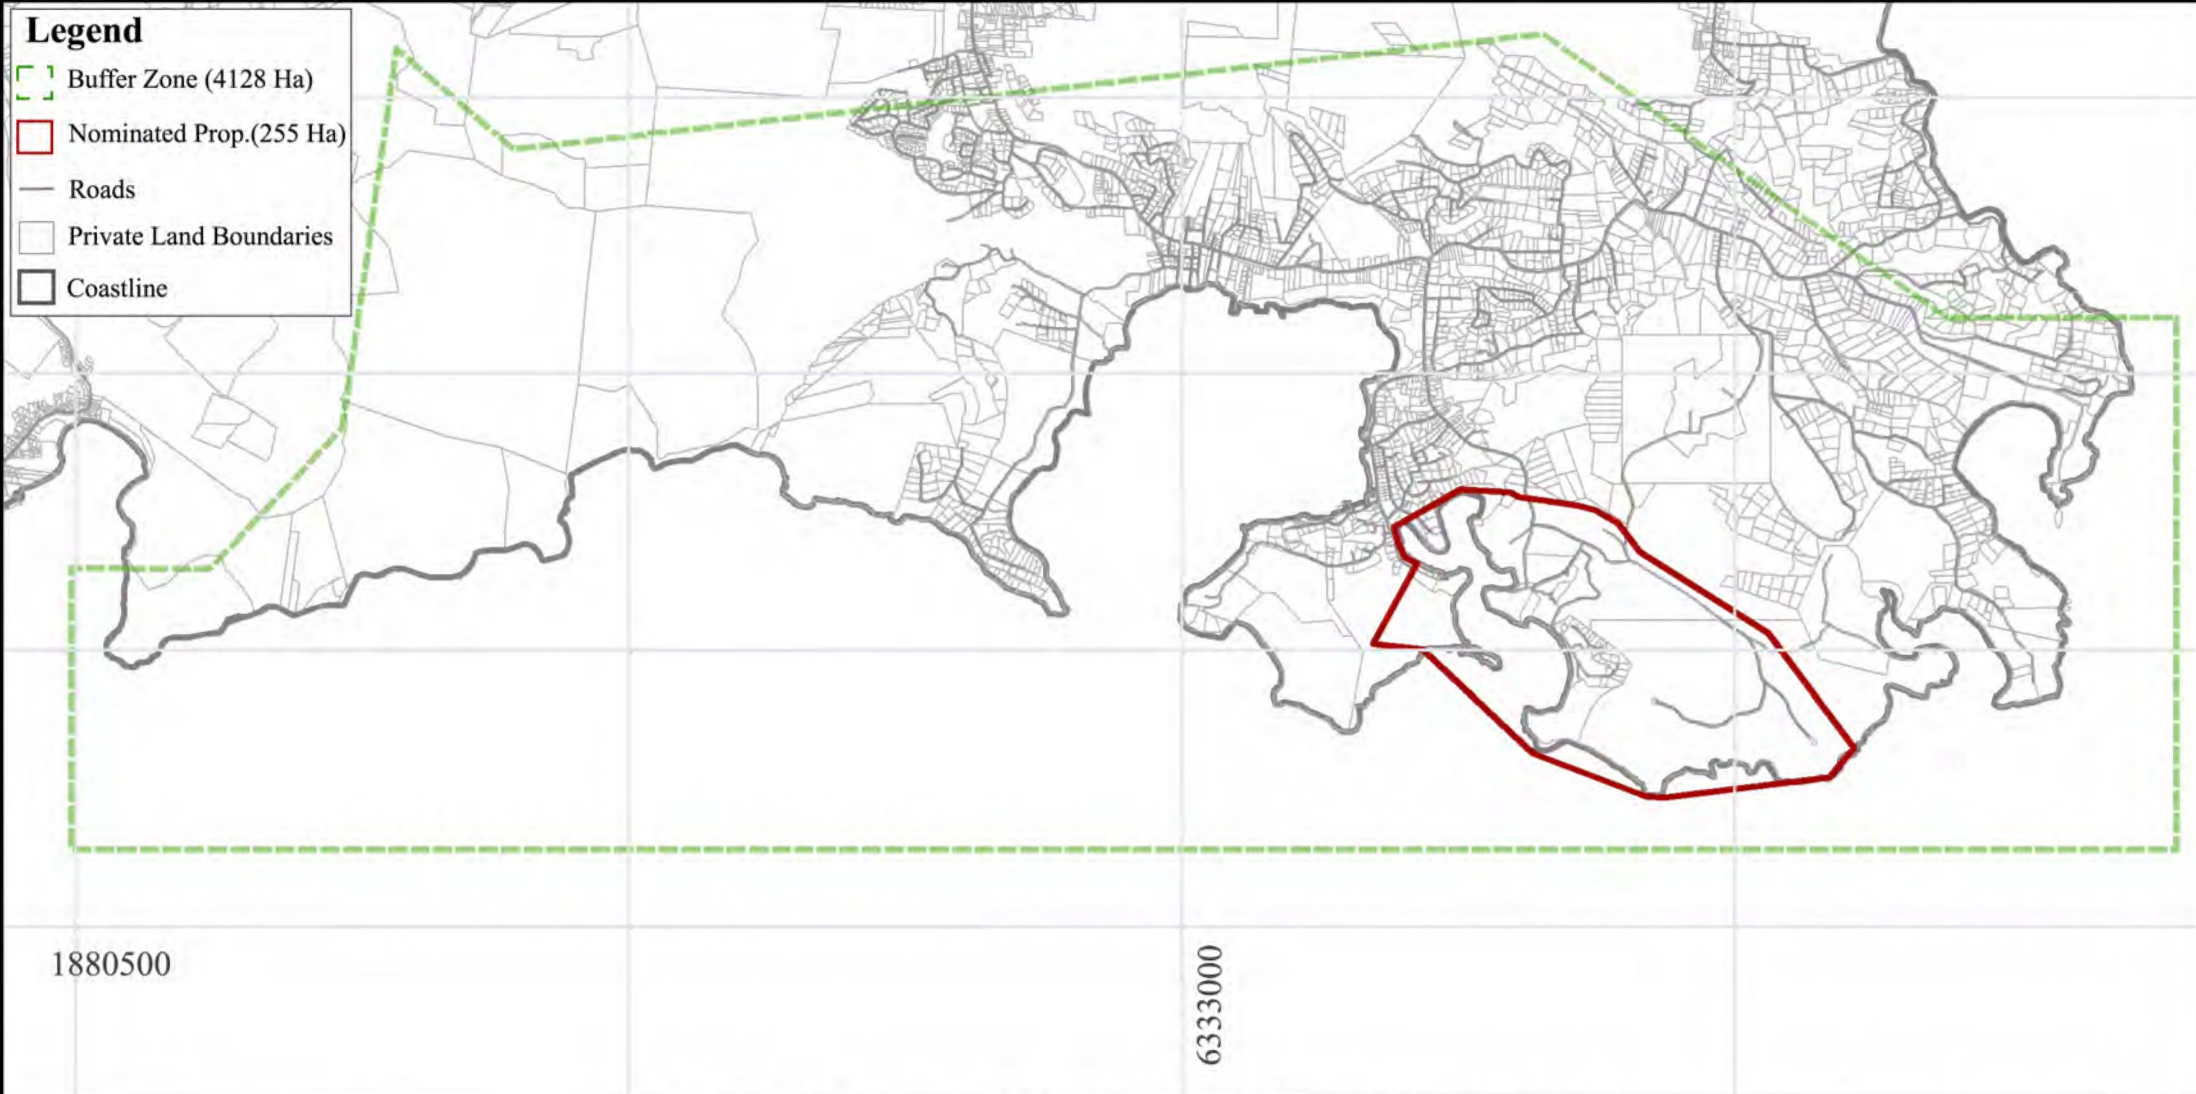 Legend
Buffer Zone (4128 Ha)
Nominated Prop.(255 Ha)
Roads
Private Land Boundaries
Coastline
1880500
6333000